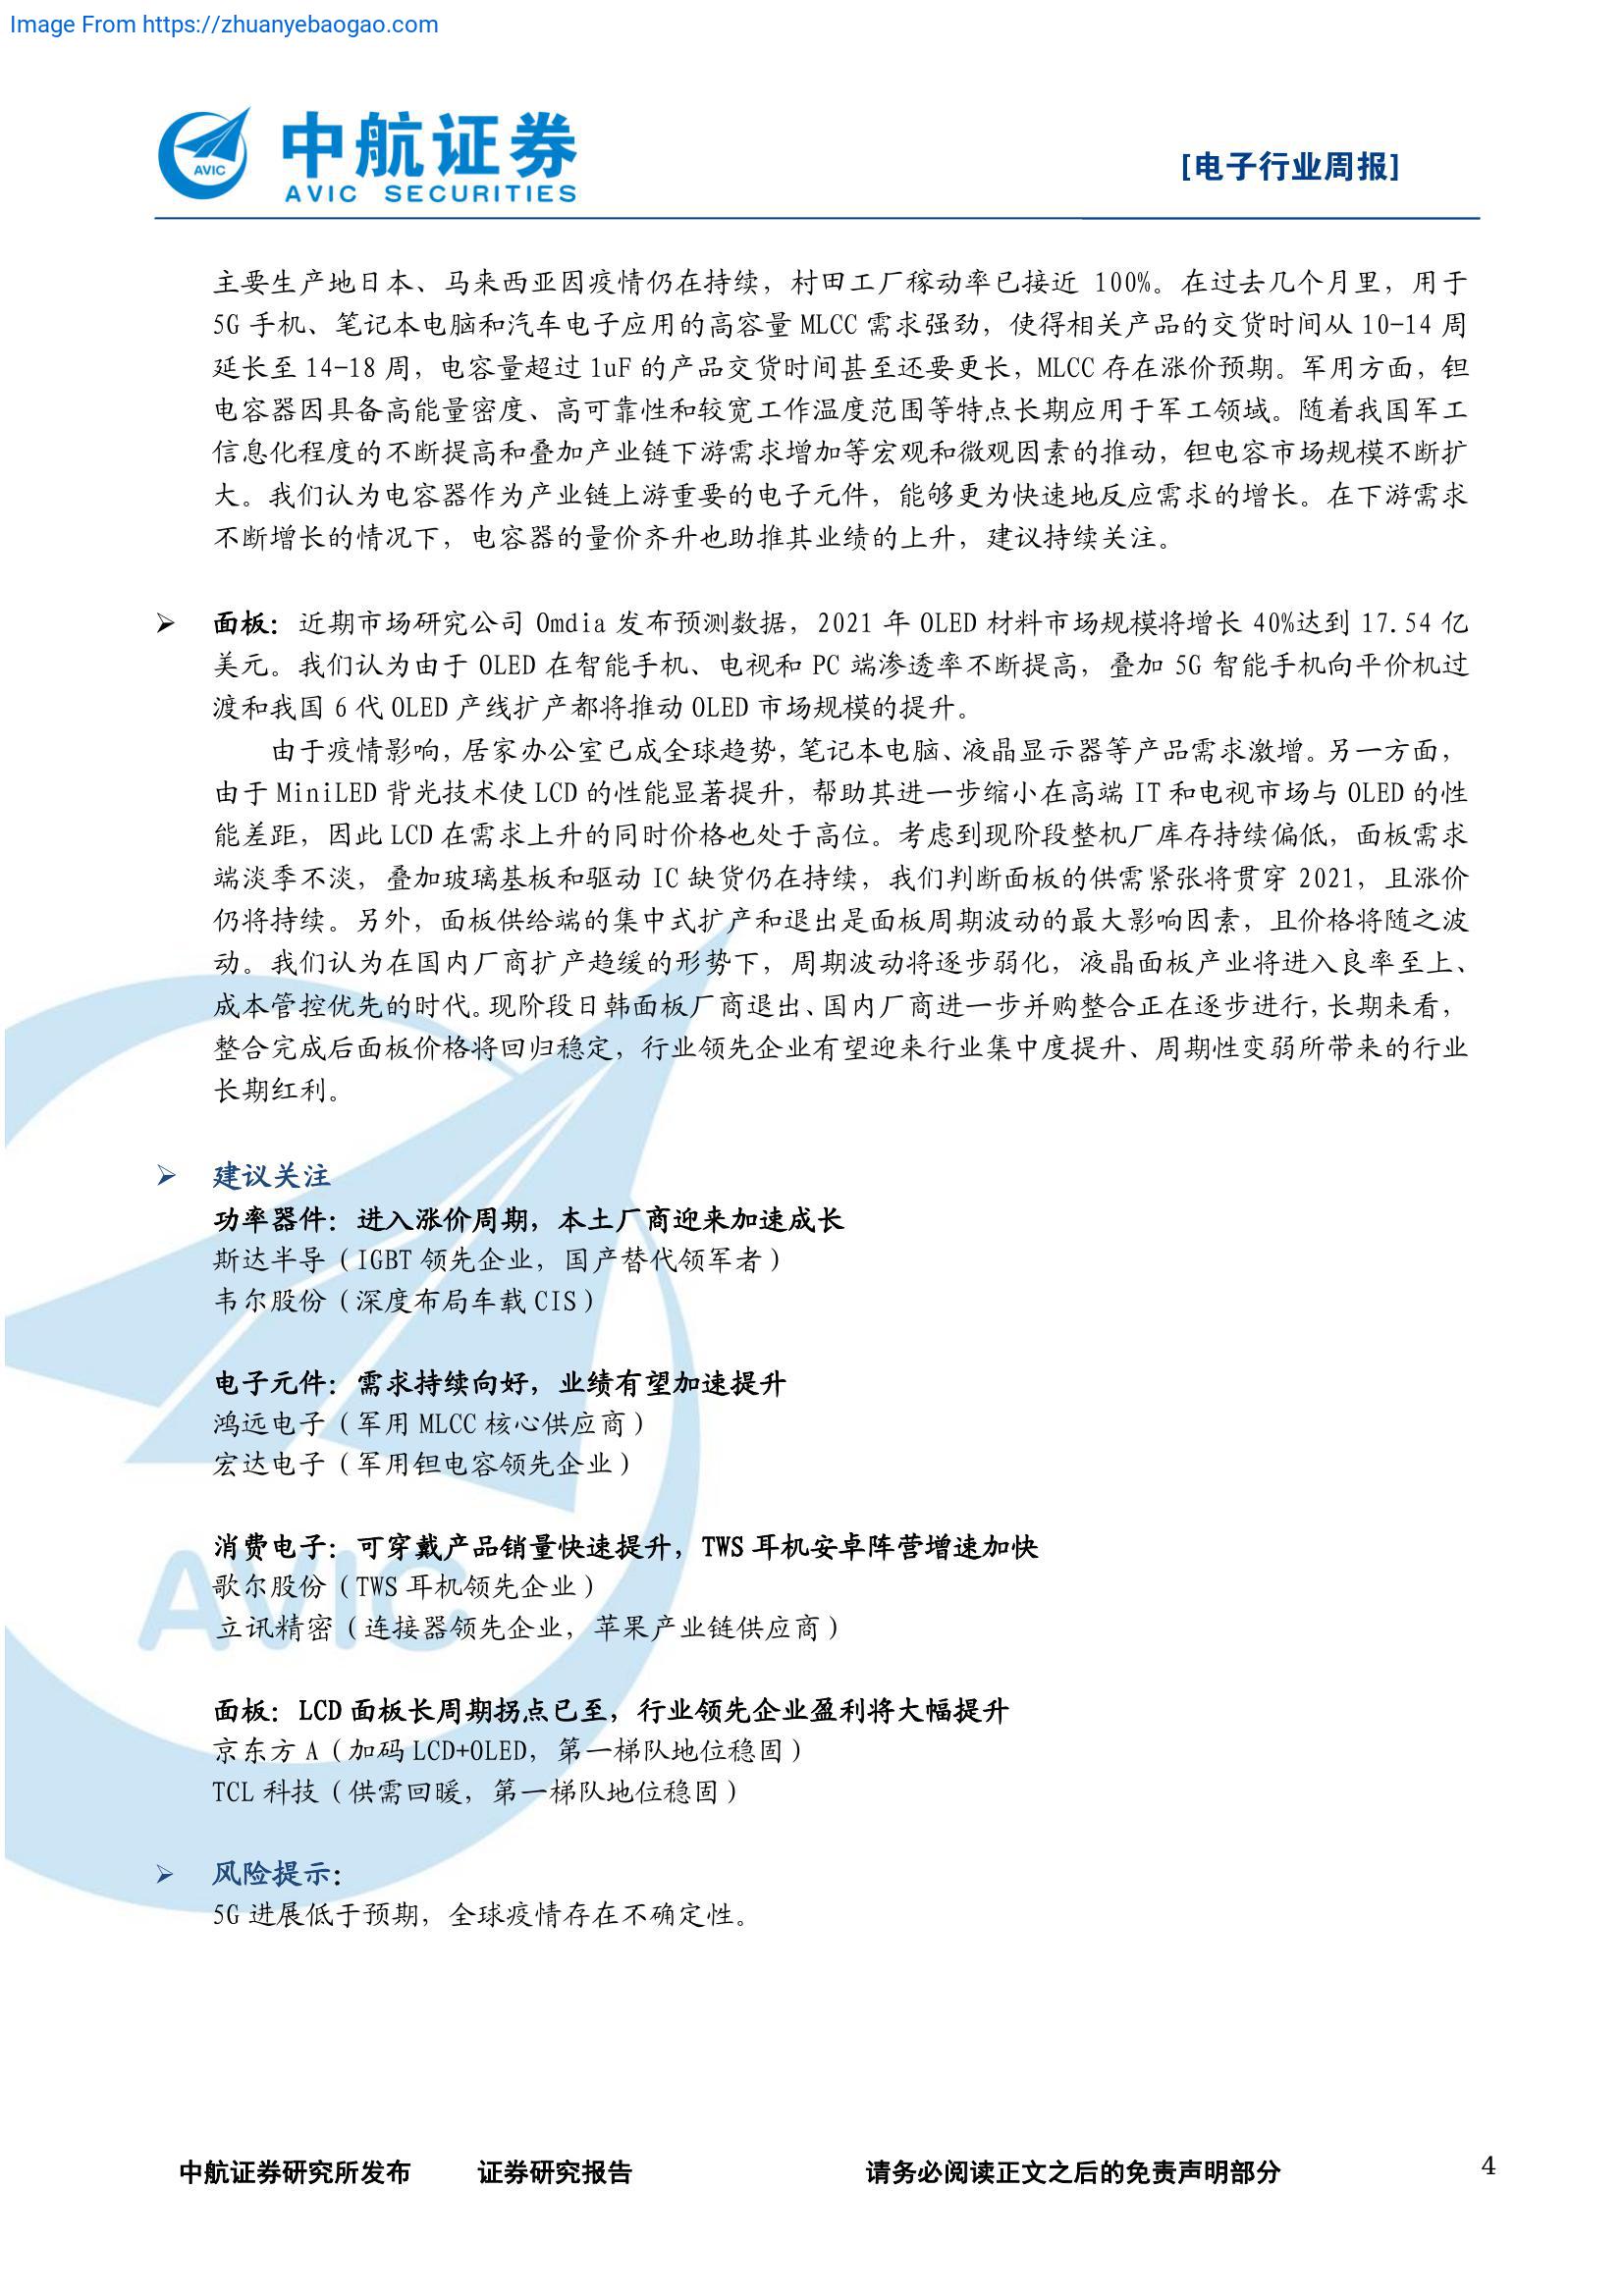 Image From https://zhuanyebaogao.com
AVIC
中航证券
AVIC SECURITIES
[电子行业周报]
主要生产地日本、马来西亚因疫情仍在持续，村田工厂稼动率已接近 100%。在过去几个月里，用于
5G 手机、笔记本电脑和汽车电子应用的高容量 MLCC 需求强劲，使得相关产品的交货时间从 10-14 周
延长至 14-18 周，电容量超过 1uF 的产品交货时间甚至还要更长，MLCC 存在涨价预期。军用方面，钽
电容器因具备高能量密度、高可靠性和较宽工作温度范围等特点长期应用于军工领域。随着我国军工
信息化程度的不断提高和叠加产业链下游需求增加等宏观和微观因素的推动，钽电容市场规模不断扩
大。我们认为电容器作为产业链上游重要的电子元件，能够更为快速地反应需求的增长。在下游需求
不断增长的情况下，电容器的量价齐升也助推其业绩的上升，建议持续关注。
➢ 面板：近期市场研究公司 Omdia 发布预测数据，2021 年 OLED 材料市场规模将增长 40%达到 17.54 亿
美元。我们认为由于 OLED 在智能手机、电视和 PC 端渗透率不断提高，叠加 5G 智能手机向平价机过
渡和我国 6 代 OLED 产线扩产都将推动 OLED 市场规模的提升。
由于疫情影响，居家办公室已成全球趋势，笔记本电脑、液晶显示器等产品需求激增。另一方面，
由于 MiniLED 背光技术使 LCD 的性能显著提升，帮助其进一步缩小在高端 IT 和电视市场与 OLED 的性
能差距，因此 LCD 在需求上升的同时价格也处于高位。考虑到现阶段整机厂库存持续偏低，面板需求
端淡季不淡，叠加玻璃基板和驱动 IC 缺货仍在持续，我们判断面板的供需紧张将贯穿 2021，且涨价
仍将持续。另外，面板供给端的集中式扩产和退出是面板周期波动的最大影响因素，且价格将随之波
动。我们认为在国内厂商扩产趋缓的形势下，周期波动将逐步弱化，液晶面板产业将进入良率至上、
成本管控优先的时代。现阶段日韩面板厂商退出、国内厂商进一步并购整合正在逐步进行，长期来看，
整合完成后面板价格将回归稳定，行业领先企业有望迎来行业集中度提升、周期性变弱所带来的行业
长期红利。
➢ 建议关注
功率器件：进入涨价周期，本土厂商迎来加速成长
斯达半导（IGBT 领先企业，国产替代领军者）
韦尔股份（深度布局车载 CIS）
电子元件：需求持续向好，业绩有望加速提升
鸿远电子（军用 MLCC 核心供应商）
宏达电子（军用钽电容领先企业）
消费电子：可穿戴产品销量快速提升，TWS 耳机安卓阵营增速加快
歌尔股份（TWS 耳机领先企业）
立讯精密（连接器领先企业，苹果产业链供应商）
AVIC
面板：LCD 面板长周期拐点已至，行业领先企业盈利将大幅提升
京东方 A（加码 LCD+OLED，第一梯队地位稳固）
TCL 科技（供需回暖，第一梯队地位稳固）
➢ 风险提示：
5G 进展低于预期，全球疫情存在不确定性。
中航证券研究所发布 证券研究报告 请务必阅读正文之后的免责声明部分 4